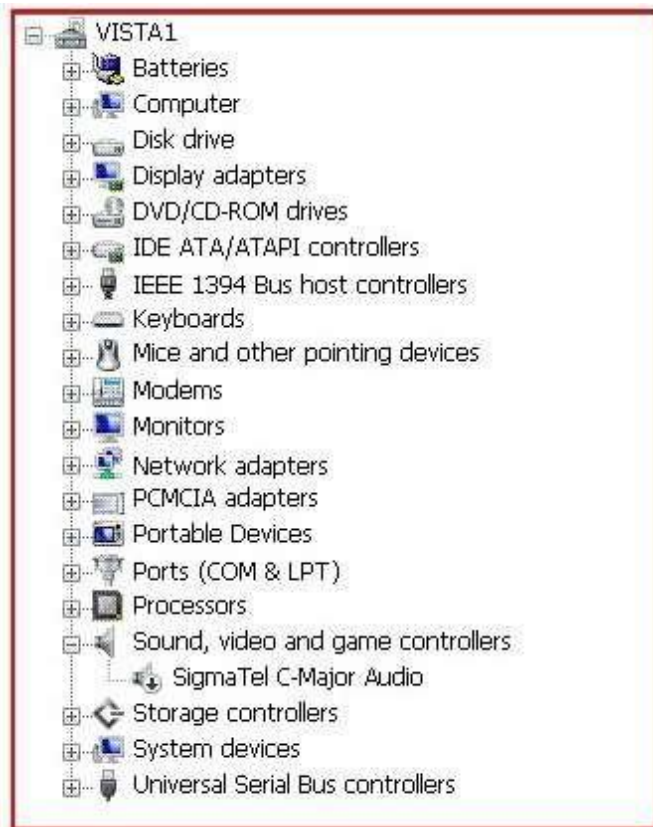 VISTA1
Batteries
Computer
Disk drive
Display adapters
DVD/CD-ROM drives
IDE ATA/ATAPI controllers
IEEE 1394 Bus host controllers
Keyboards
Mice and other pointing devices
Modems
Monitors
Network adapters
PCMCIA adapters
Portable Devices
Ports (COM & LPT)
Processors
Sound, video and game controllers
SigmaTel C-Major Audio
Storage controllers
System devices
Universal Serial Bus controllers